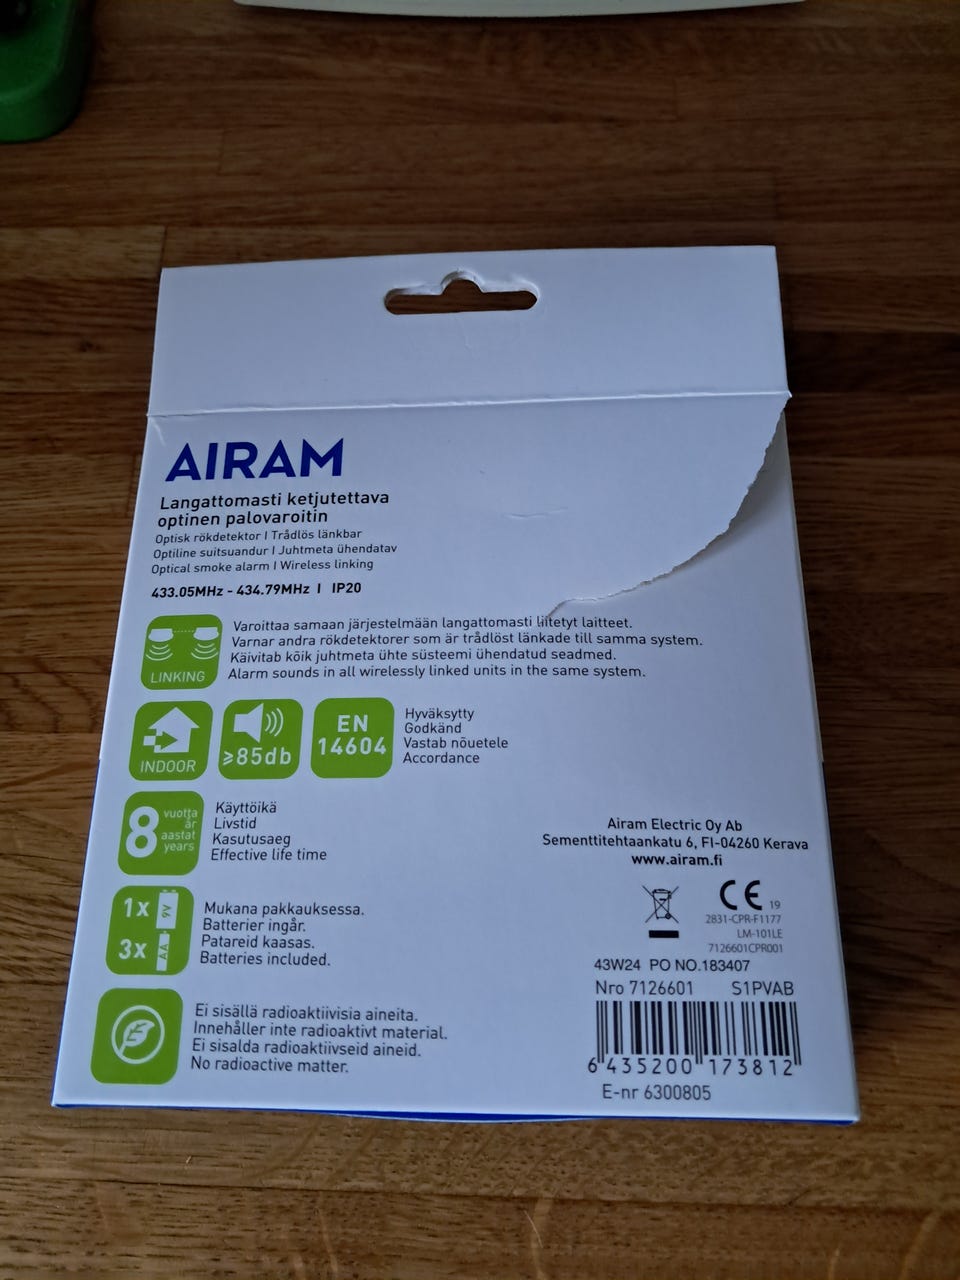 AIRAM
Langattomasti ketjutettava
optinen palovaroitin
Optisk rökdetektor I Trådlös länkbar
Optiline suitsuandur I Juhtmeta ühendatav
Optical smoke alarm I Wireless linking
433.05MHz - 434.79MHz I IP20
LINKING
Varoittaa samaan järjestelmään langattomasti liitetyt laitteet.
Varnar andra rökdetektorer som är trådlöst länkade till samma system.
Käivitab kõik juhtmeta ühte süsteemi ühendatud seadmed.
Alarm sounds in all wirelessly linked units in the same system.
INDOOR
≥85db
EN
14604
Hyväksytty
Godkänd
Vastab nõuetele
Accordance
8
vuotta
år
aastat
years
Käyttöikä
Livstid
Kasutusaeg
Effective life time
1x 9V
3x AA
Mukana pakkauksessa.
Batterier ingår.
Patareid kaasas.
Batteries included.
Ei sisällä radioaktiivisia aineita.
Innehåller inte radioaktivt material.
Ei sisalda radioaktiivseid aineid.
No radioactive matter.
Airam Electric Oy Ab
Sementtitehtaankatu 6, FI-04260 Kerava
www.airam.fi
CE 19
2831-CPR-F1177
LM-101LE
7126601CPR001
43W24 PO NO.183407
Nro 7126601 S1PVAB
6 435200 173812
E-nr 6300805